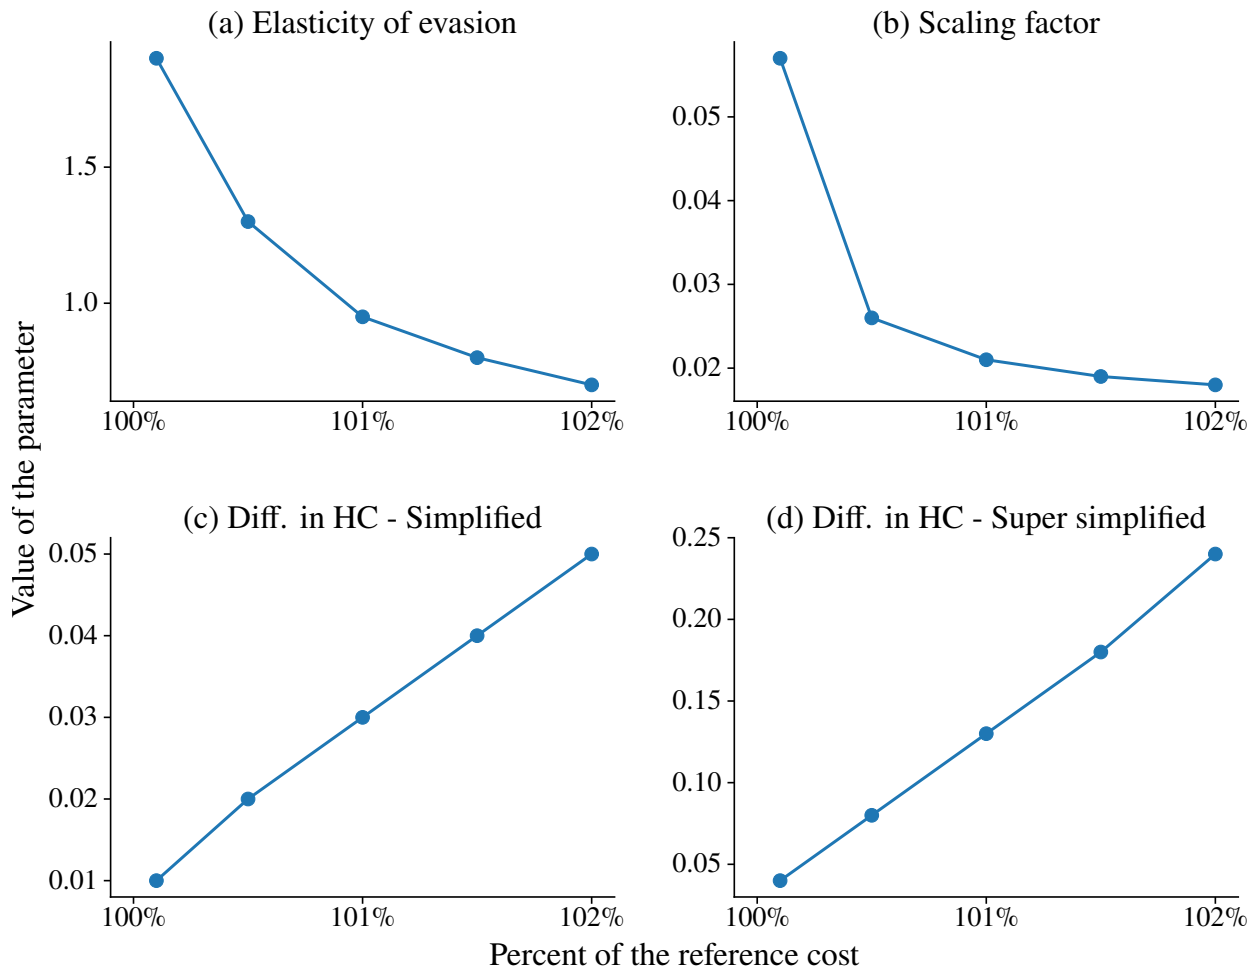 (a) Elasticity of evasion
1.5
1.0
100% 101% 102%
(b) Scaling factor
0.05
0.04
0.03
0.02
100% 101% 102%
Value of the parameter
(c) Diff. in HC - Simplified
0.05
0.04
0.03
0.02
0.01
100% 101% 102%
(d) Diff. in HC - Super simplified
0.25
0.20
0.15
0.10
0.05
100% 101% 102%
Percent of the reference cost